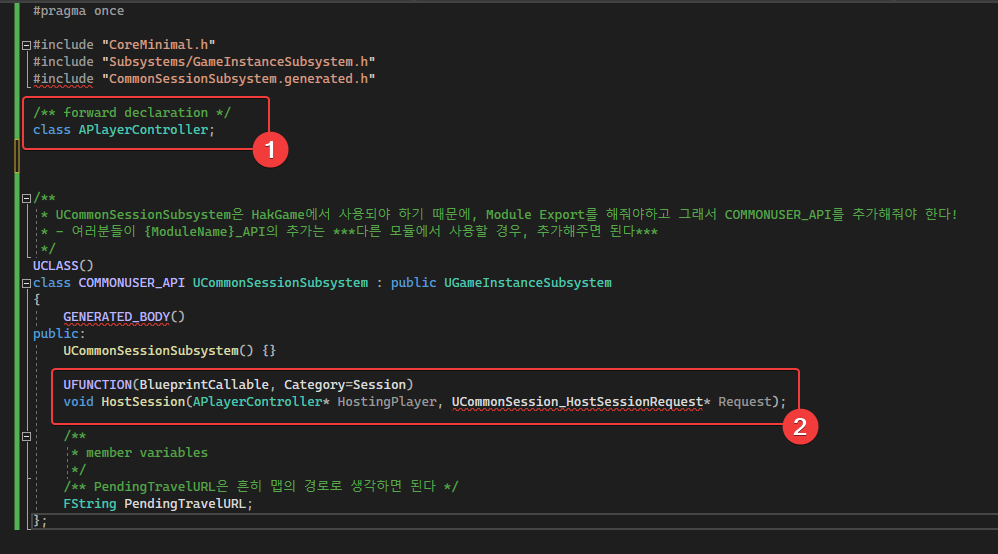 #pragma once
#include "CoreMinimal.h"
#include "Subsystems/GameInstanceSubsystem.h"
#include "CommonSessionSubsystem.generated.h"
/** forward declaration */
class APlayerController;
1
/**
* UCommonSessionSubsystem은 HakGame에서 사용되야 하기 때문에, Module Export를 해줘야하고 그래서 COMMONUSER_API를 추가해줘야 한다!
* - 여러분들이 {ModuleName}_API의 추가는 ***다른 모듈에서 사용할 경우, 추가해주면 된다***
*/
UCLASS()
class COMMONUSER_API UCommonSessionSubsystem : public UGameInstanceSubsystem
{
GENERATED_BODY()
public:
UCommonSessionSubsystem() {}
UFUNCTION(BlueprintCallable, Category=Session)
void HostSession(APlayerController* HostingPlayer, UCommonSession_HostSessionRequest* Request);
2
/**
* member variables
*/
/** PendingTravelURL은 흔히 맵의 경로로 생각하면 된다 */
FString PendingTravelURL;
};